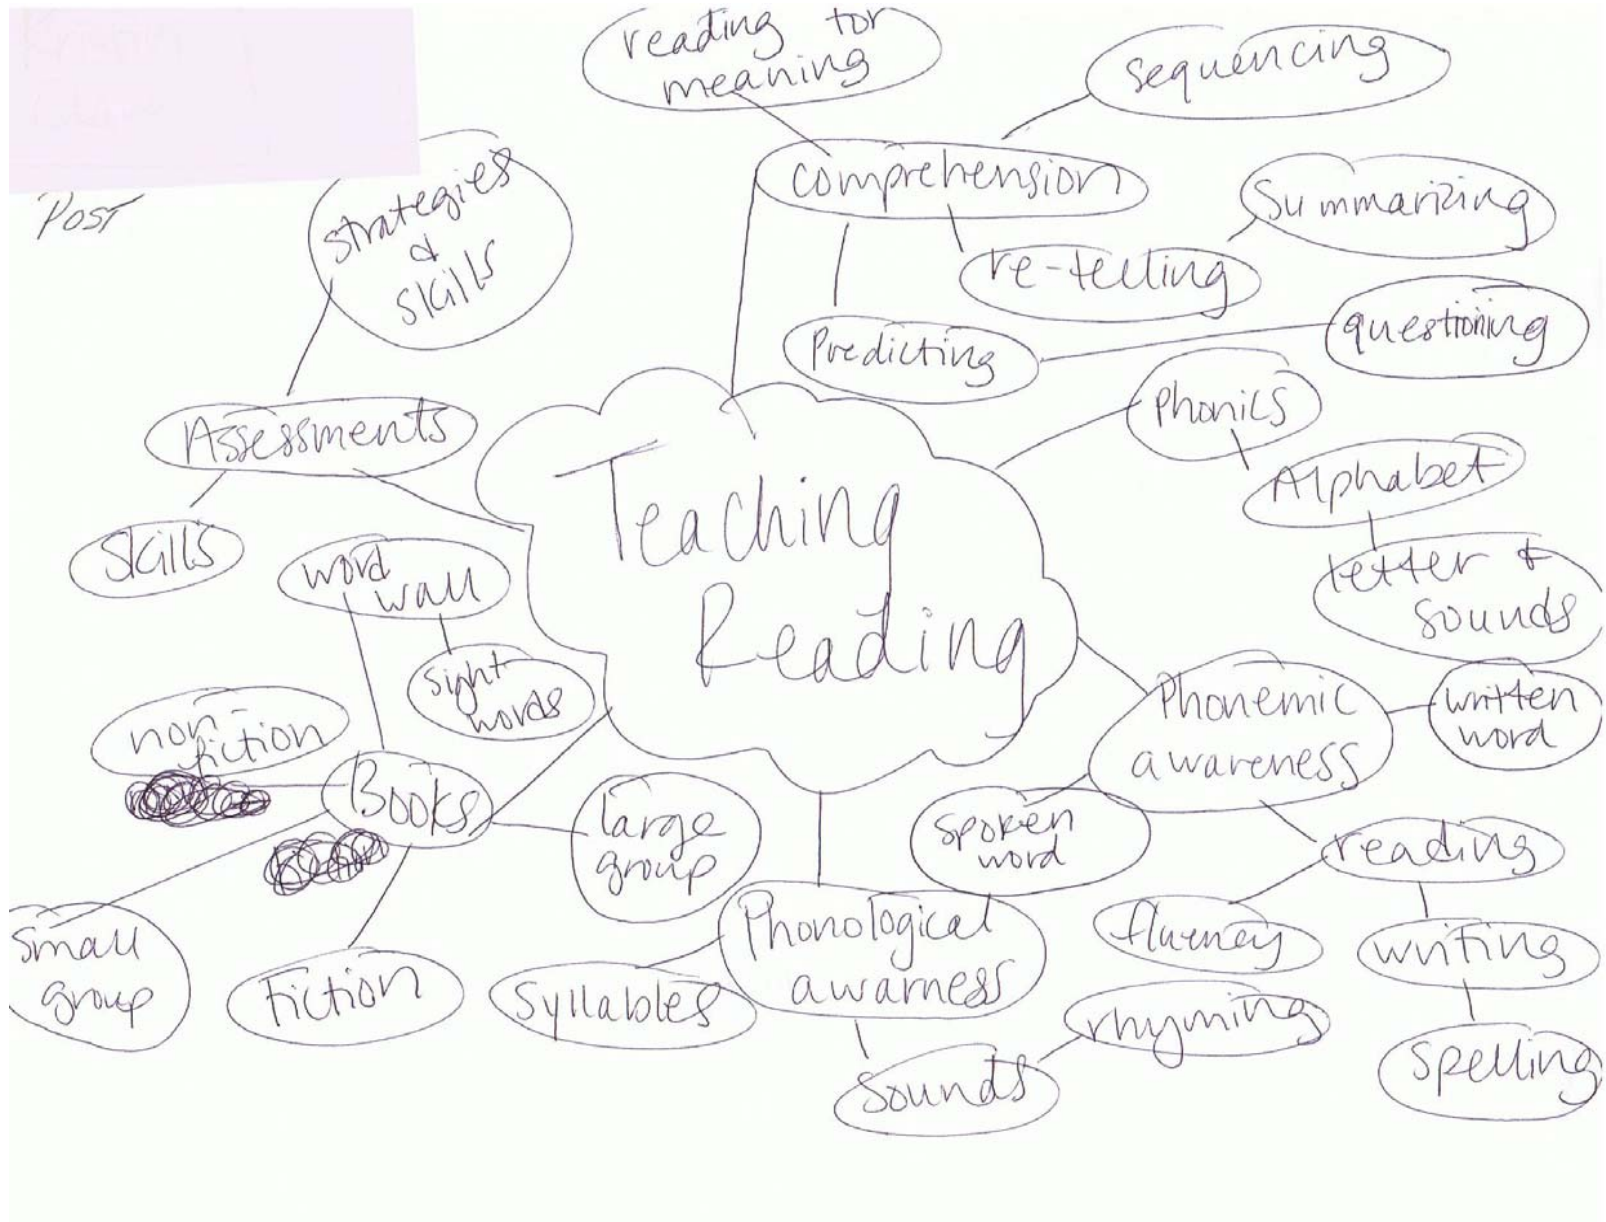 POST
reading for
meaning
sequencing
comprehension
Summarizing
re-telling
Predicting
questioning
strategies
&
skills
Assessments
Skills
Phonics
Alphabet
letter &
sounds
Teaching
Reading
word
wall
sight
words
non-
fiction
Books
large
group
small
group
Fiction
Phonemic
awareness
written
word
spoken
word
reading
fluency
writing
spelling
Phonological
awarness
Syllables
Sounds
rhyming